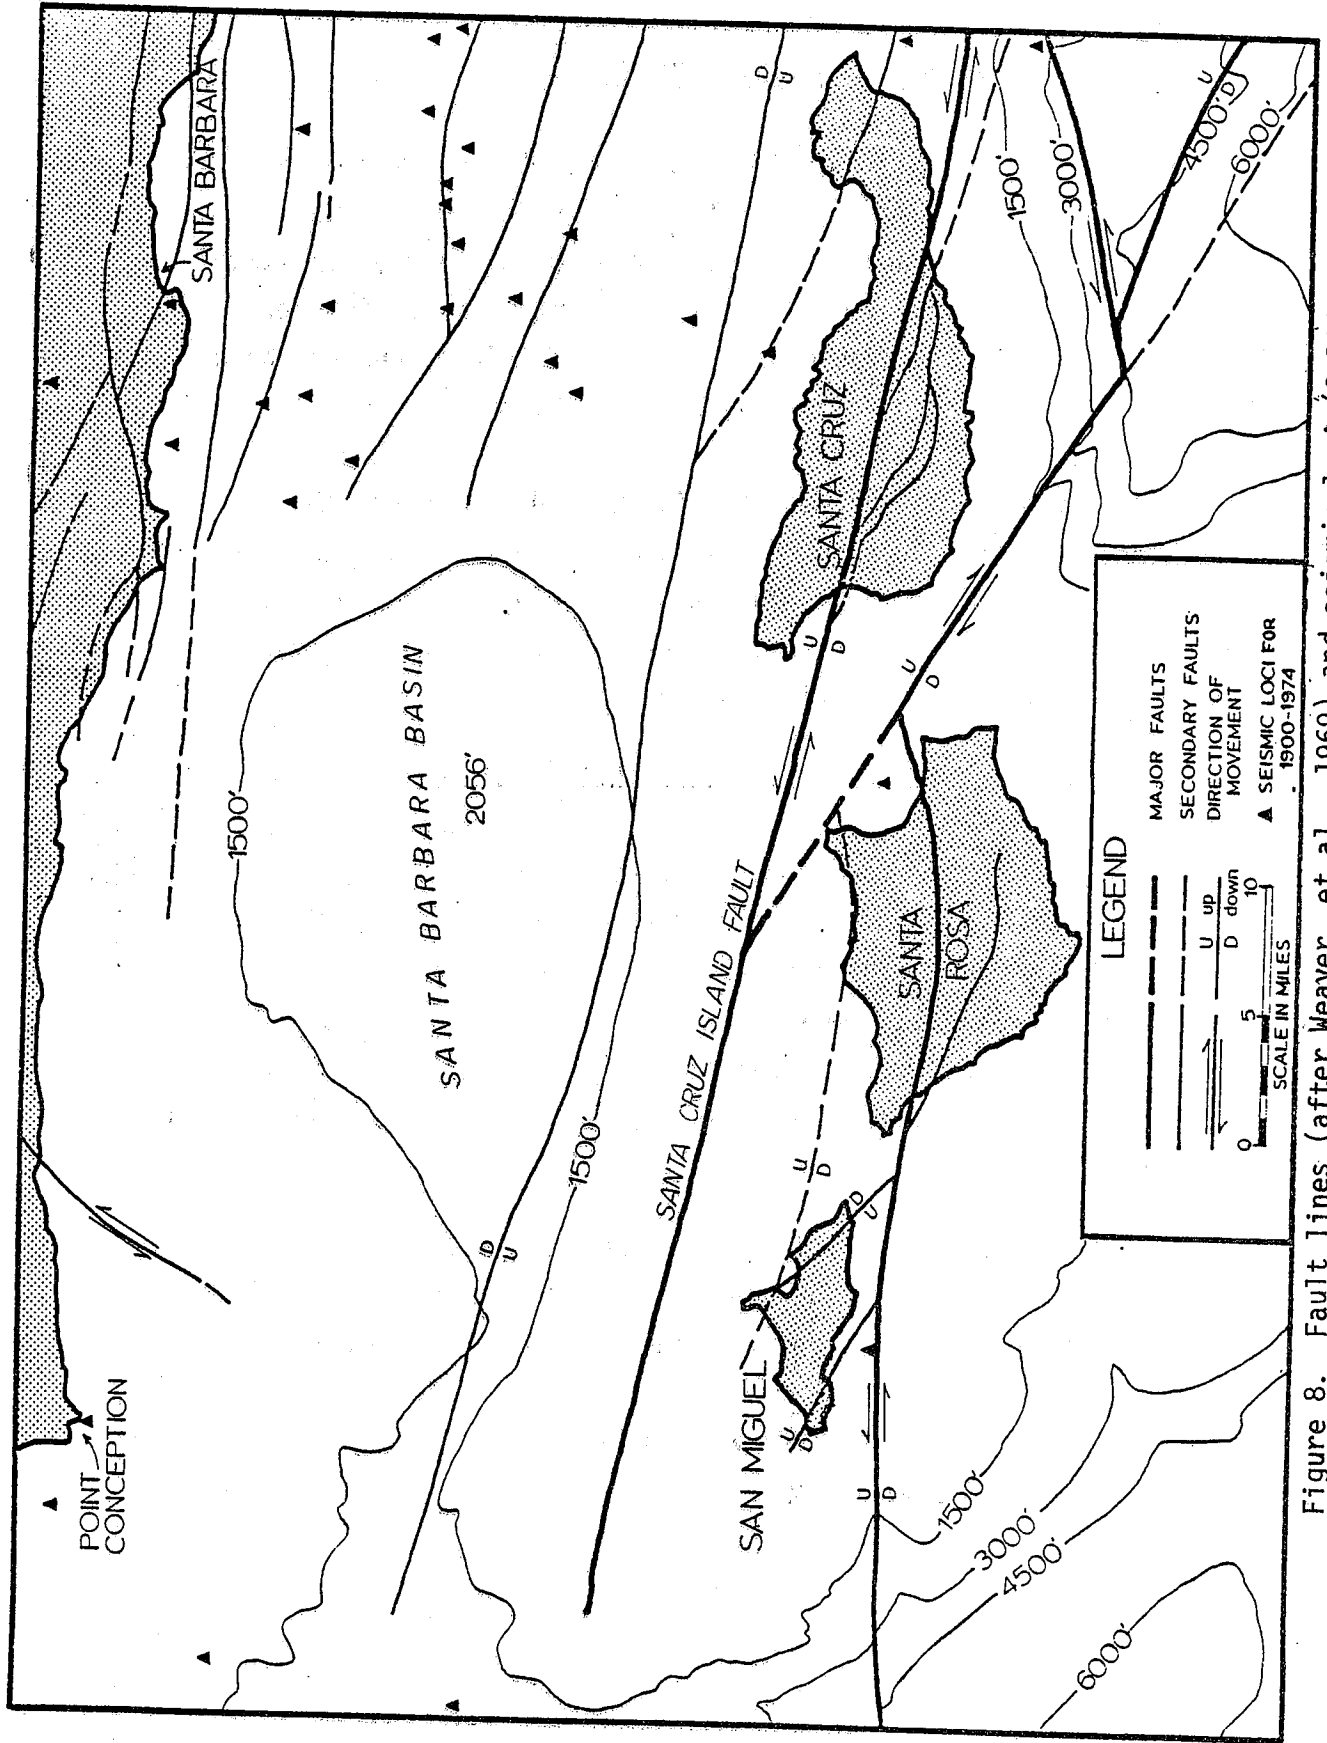 POINT
CONCEPTION
SANTA BARBARA
1500'
SANTA BARBARA BASIN
2056'
1500'
SANTA CRUZ ISLAND FAULT
SAN MIGUEL
SANTA
ROSA
SANTA CRUZ
D
U
D
U
U
D
U
D
U
D
U
D
U
D
U
D
U
D
1500'
3000'
4500'
6000'
1500'
3000'
4500'
6000'
LEGEND
MAJOR FAULTS
SECONDARY FAULTS
U up
D down
DIRECTION OF
MOVEMENT
0 5 10
SCALE IN MILES
▲ SEISMIC LOCI FOR
1900-1974
Figure 8. Fault lines (after Weaver, et al., 1969) and